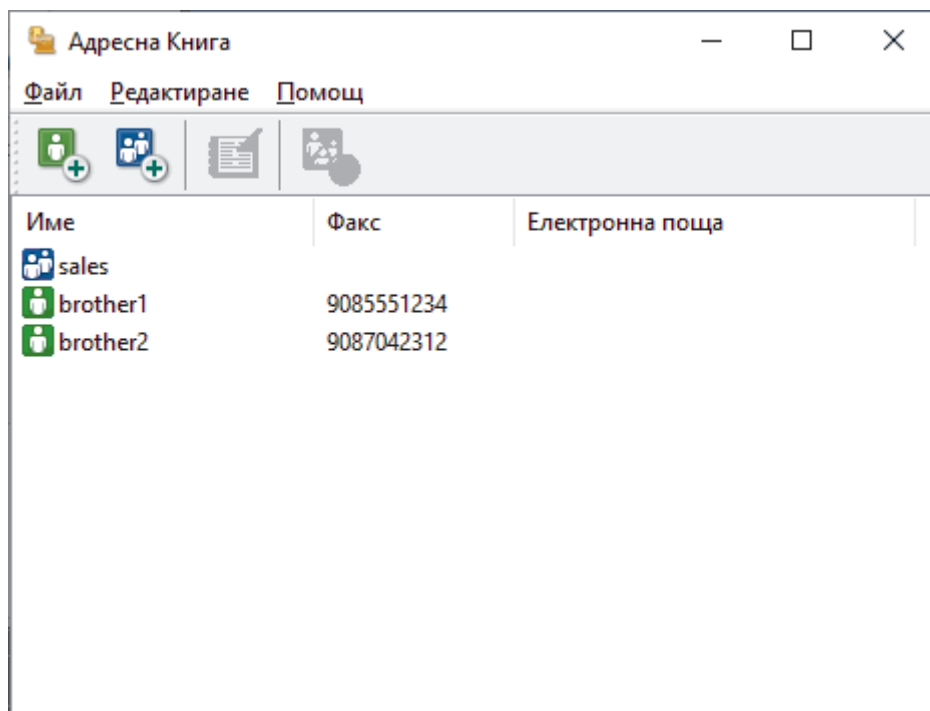 Адресна Книга
Файл Редактиране Помощ
Име Факс Електронна поща
sales
brother1 9085551234
brother2 9087042312